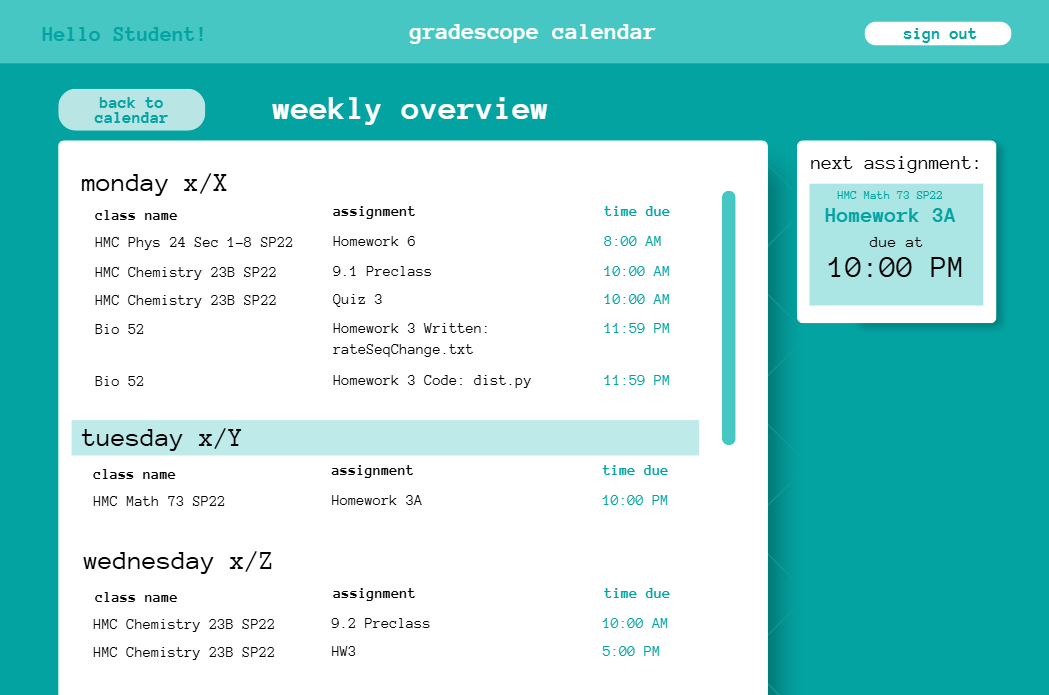 Hello Student!
gradescope calendar
sign out
back to
calendar
weekly overview
monday x/X
class name assignment time due
HMC Phys 24 Sec 1-8 SP22 Homework 6 8:00 AM
HMC Chemistry 23B SP22 9.1 Preclass 10:00 AM
HMC Chemistry 23B SP22 Quiz 3 10:00 AM
Bio 52 Homework 3 Written: 11:59 PM
rateSeqChange.txt
Bio 52 Homework 3 Code: dist.py 11:59 PM
tuesday x/Y
class name assignment time due
HMC Math 73 SP22 Homework 3A 10:00 PM
wednesday x/Z
class name assignment time due
HMC Chemistry 23B SP22 9.2 Preclass 10:00 AM
HMC Chemistry 23B SP22 HW3 5:00 PM
next assignment:
HMC Math 73 SP22
Homework 3A
due at
10:00 PM